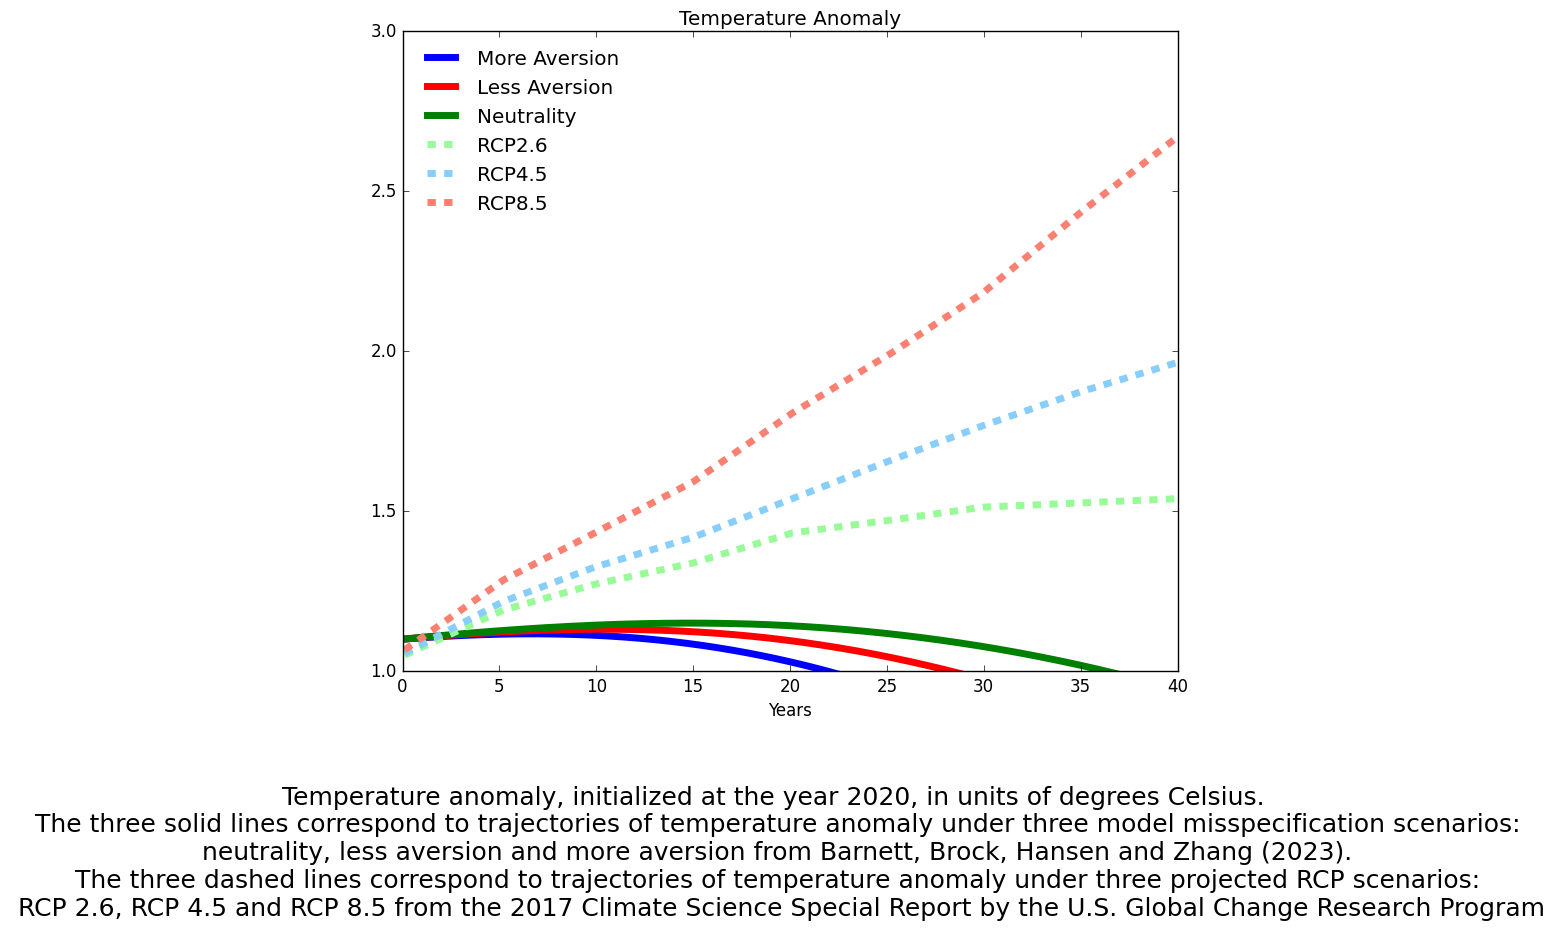 Temperature Anomaly
3.0
2.5
2.0
1.5
1.0
More Aversion
Less Aversion
Neutrality
RCP2.6
RCP4.5
RCP8.5
0 5 10 15 20 25 30 35 40
Years
Temperature anomaly, initialized at the year 2020, in units of degrees Celsius.
The three solid lines correspond to trajectories of temperature anomaly under three model misspecification scenarios:
neutrality, less aversion and more aversion from Barnett, Brock, Hansen and Zhang (2023).
The three dashed lines correspond to trajectories of temperature anomaly under three projected RCP scenarios:
RCP 2.6, RCP 4.5 and RCP 8.5 from the 2017 Climate Science Special Report by the U.S. Global Change Research Program